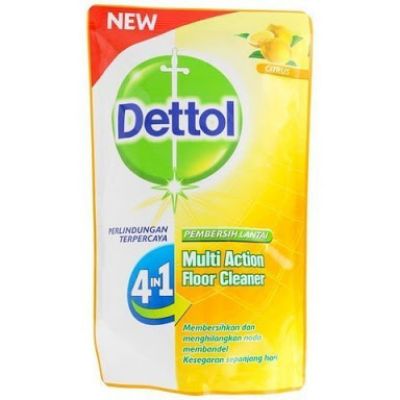 NEW
CITRUS
Dettol
PERLINDUNGAN
TERPERCAYA
PEMBERSIH LANTAI
4 IN 1
Multi Action
Floor Cleaner
Membersihkan dan
menghilangkan noda
membandel
Kesegaran sepanjang hari